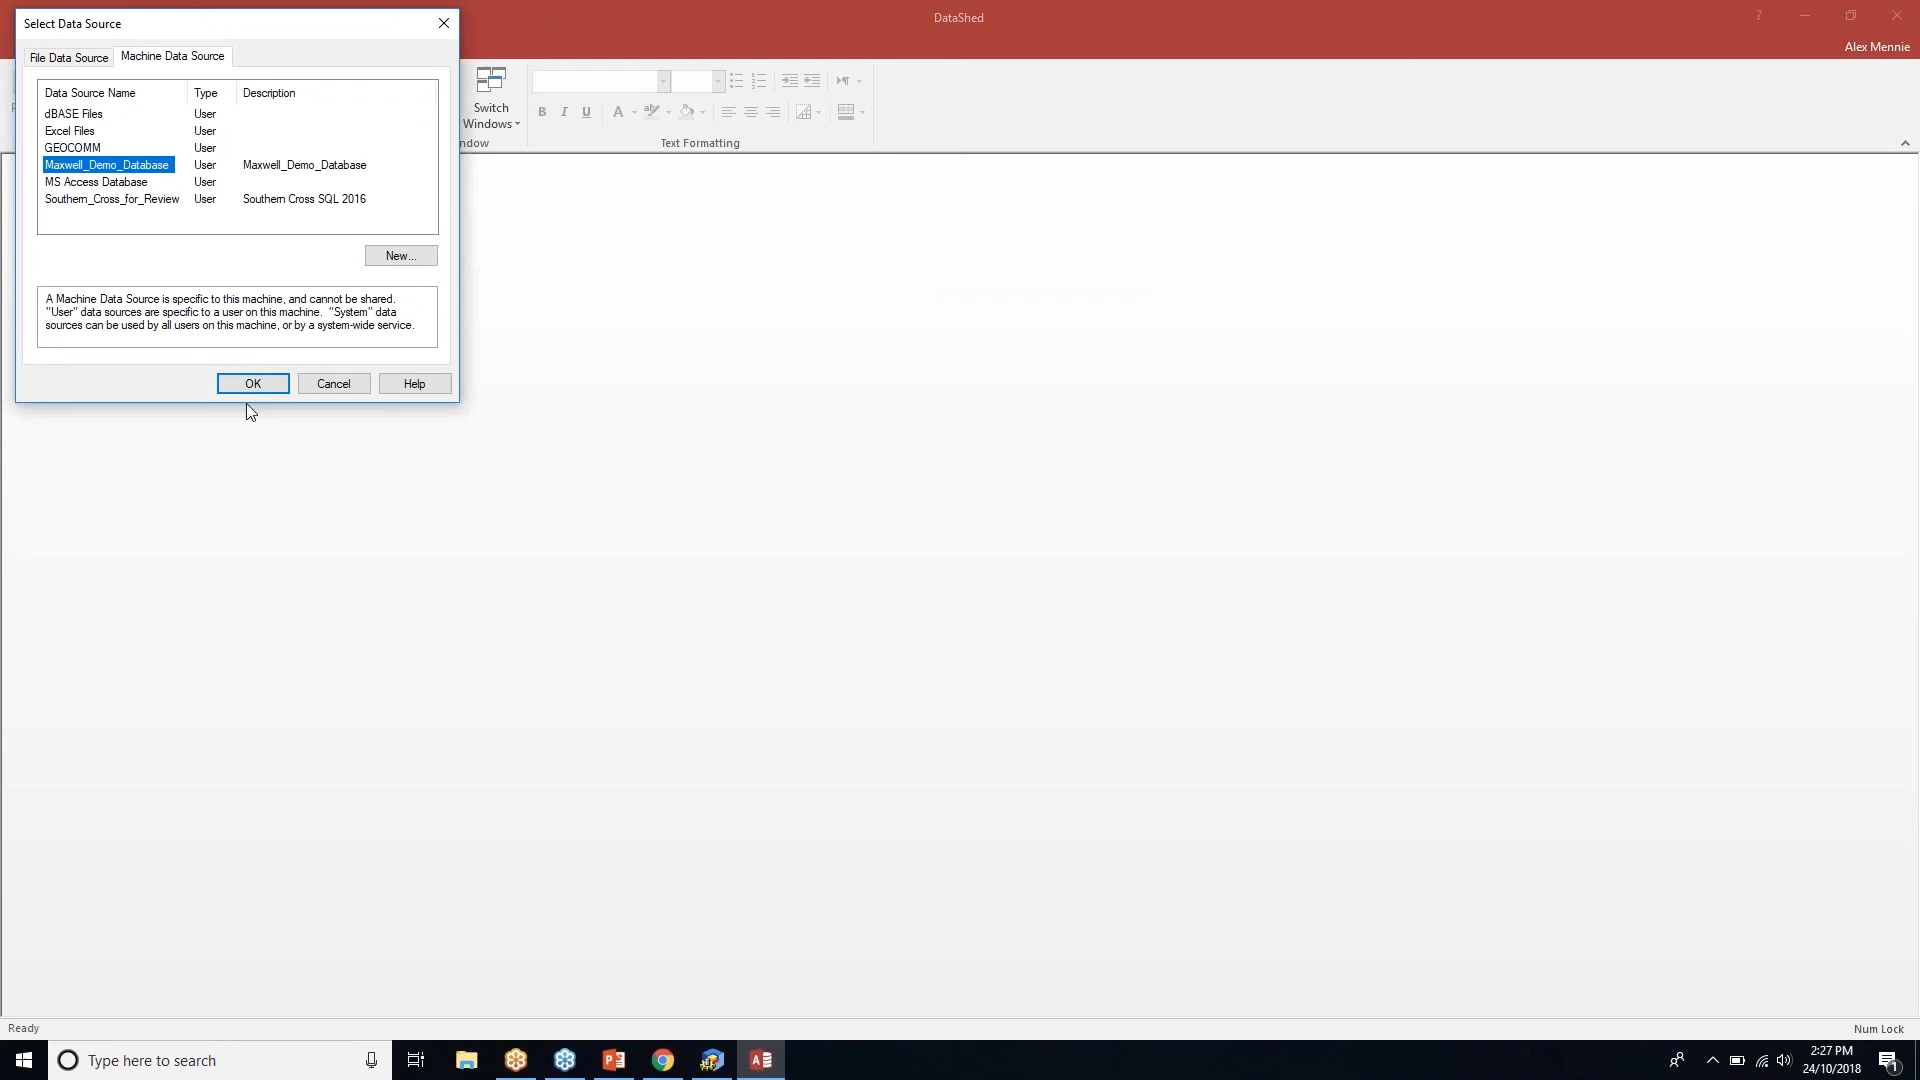 Select Data Source
DataShed
?
Alex Mennie
File Data Source
Machine Data Source
Data Source Name Type Description
dBASE Files User
Excel Files User
GEOCOMM User
Maxwell_Demo_Database User Maxwell_Demo_Database
MS Access Database User
Southern_Cross_for_Review User Southern Cross SQL 2016
New...
A Machine Data Source is specific to this machine, and cannot be shared.
"User" data sources are specific to a user on this machine. "System" data
sources can be used by all users on this machine, or by a system-wide service.
OK
Cancel
Help
Switch
Windows
ndow
B I U A ab
Text Formatting
Ready
Num Lock
Type here to search
2:27 PM
24/10/2018
1